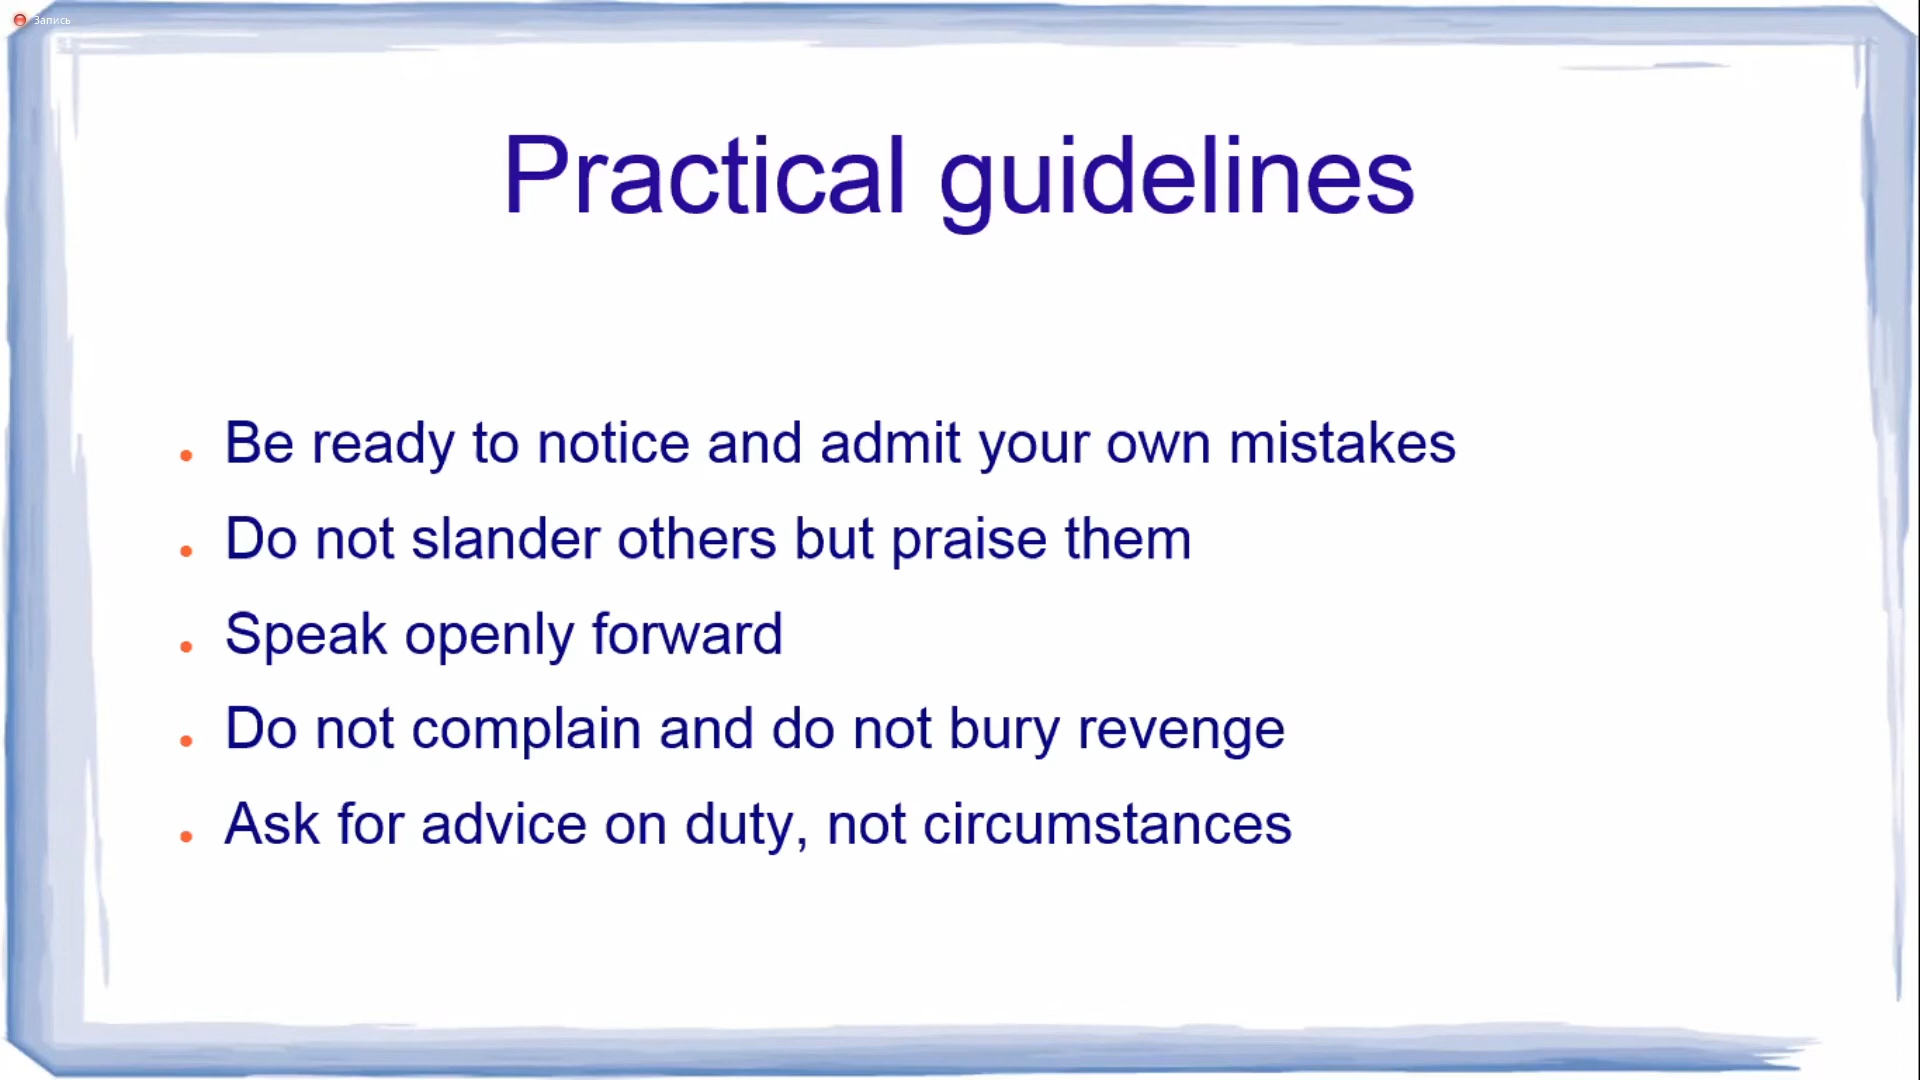 Запись
Practical guidelines
Be ready to notice and admit your own mistakes
Do not slander others but praise them
Speak openly forward
Do not complain and do not bury revenge
Ask for advice on duty, not circumstances